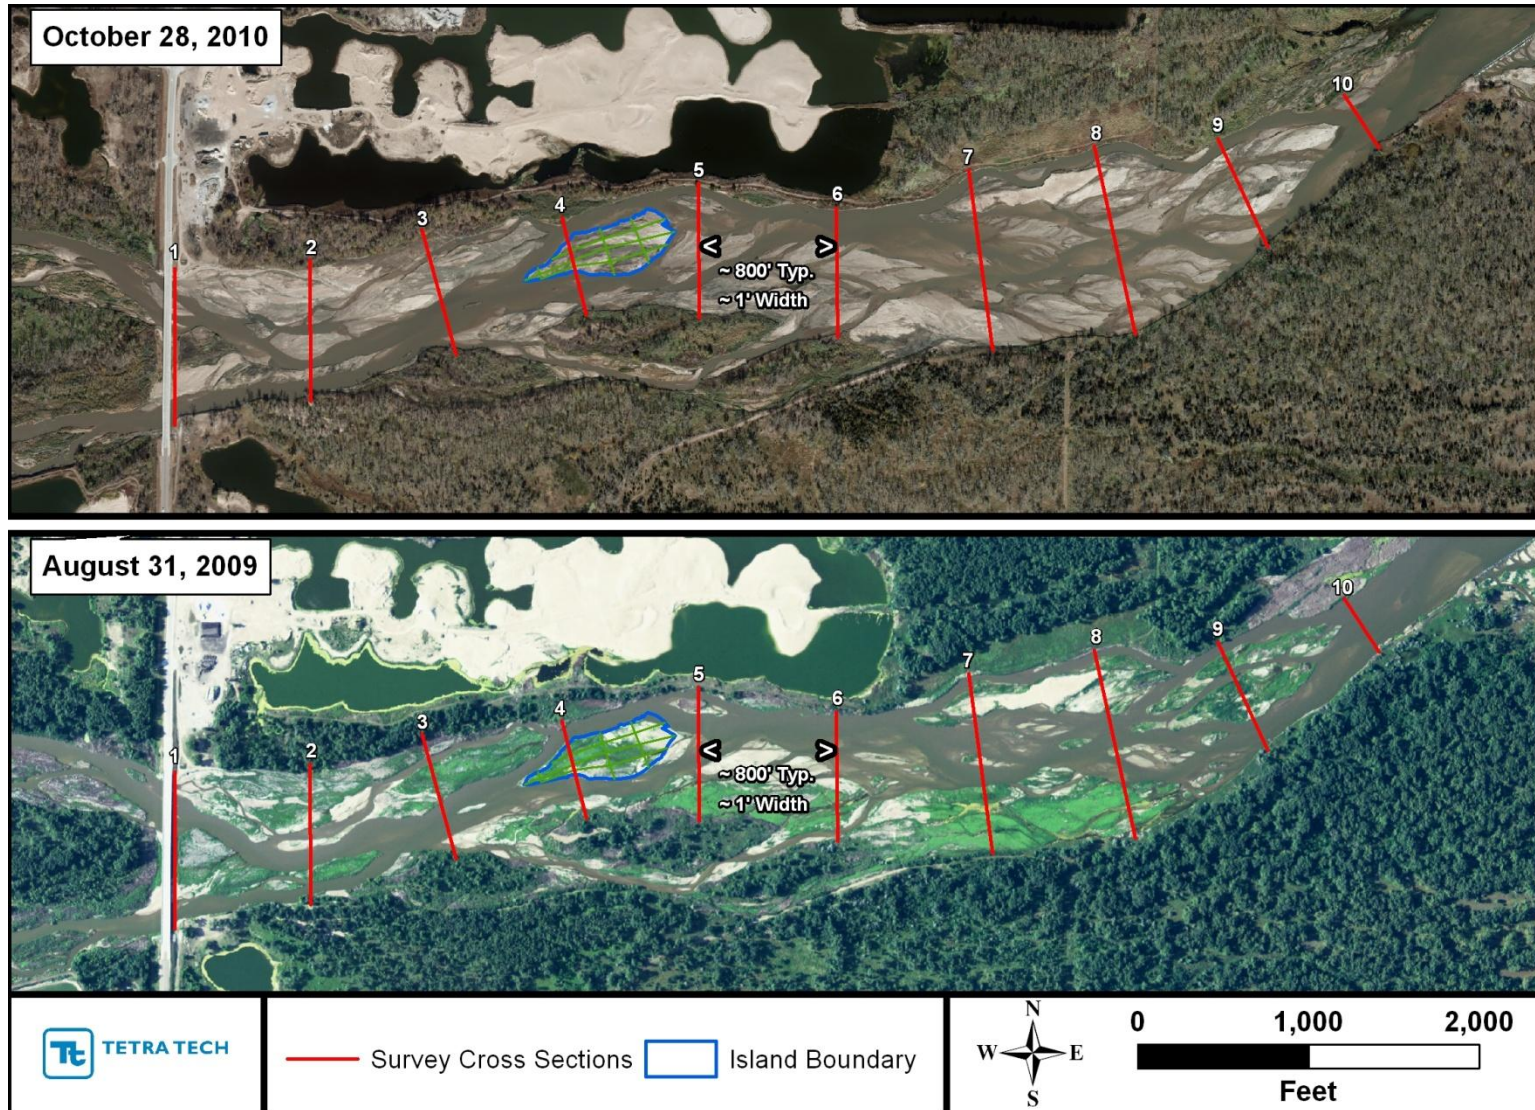 October 28, 2010
1
2
3
4
5
6
7
8
9
10
< >
~ 800' Typ.
~ 1' Width
August 31, 2009
1
2
3
4
5
6
7
8
9
10
< >
~ 800' Typ.
~ 1' Width
Tt TETRA TECH
Survey Cross Sections
Island Boundary
N
W E
S
0 1,000 2,000
Feet